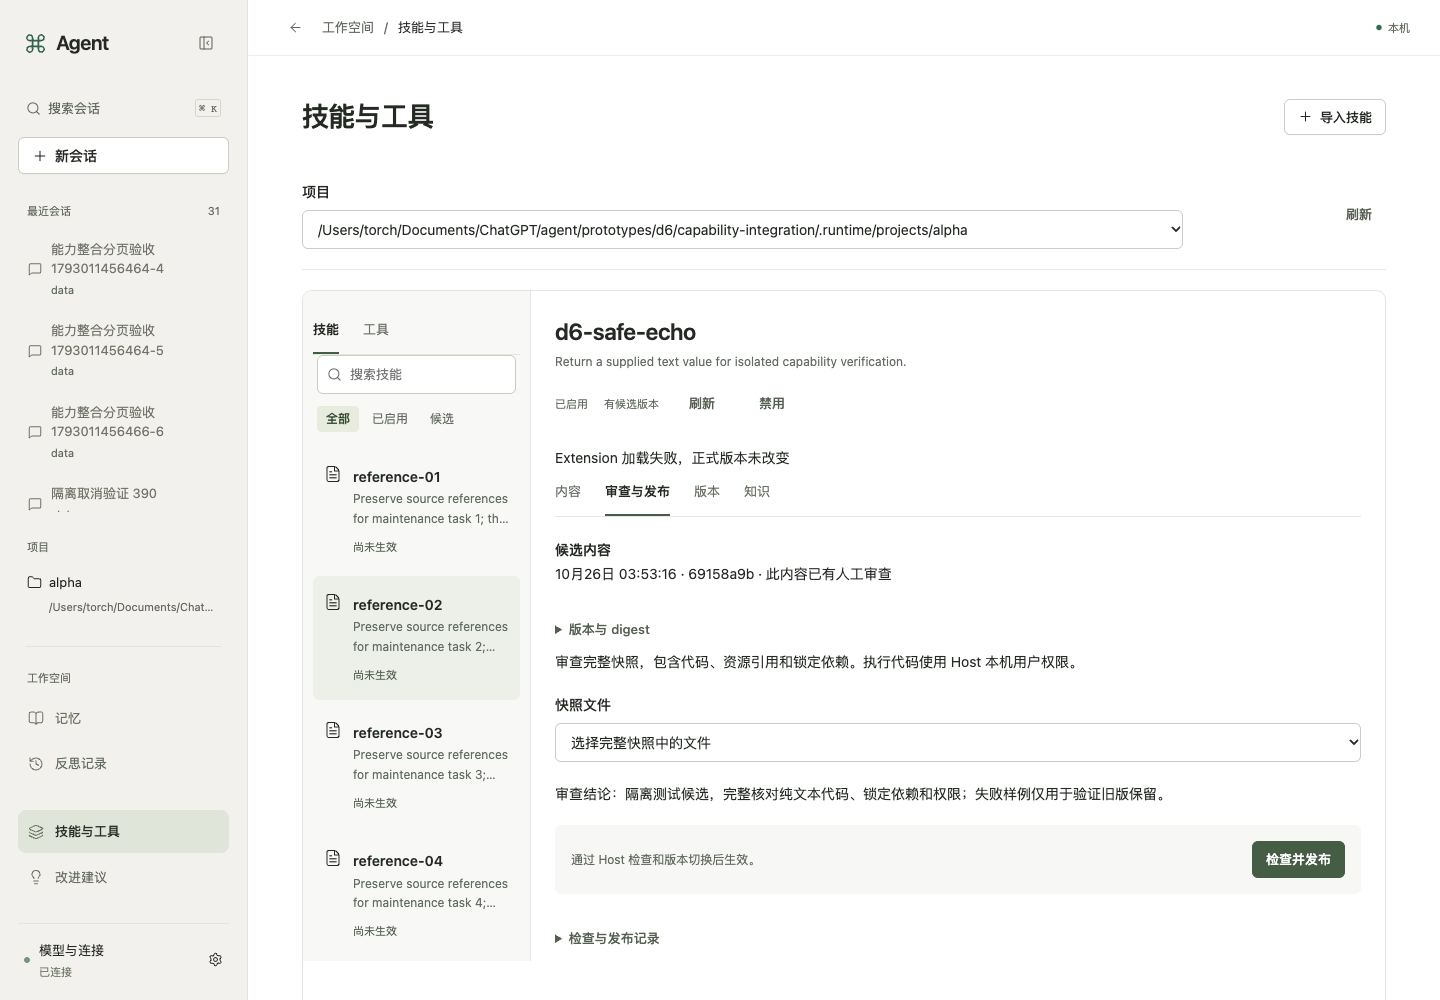 Agent
搜索会话
⌘ K
新会话
最近会话 31
能力整合分页验收
1793011456464-4
data
能力整合分页验收
1793011456464-5
data
能力整合分页验收
1793011456466-6
data
隔离取消验证 390
项目
alpha
/Users/torch/Documents/Chat...
工作空间
记忆
反思记录
技能与工具
改进建议
模型与连接
已连接
工作空间 / 技能与工具
本机
技能与工具
导入技能
项目
/Users/torch/Documents/ChatGPT/agent/prototypes/d6/capability-integration/.runtime/projects/alpha
刷新
技能 工具
搜索技能
全部 已启用 候选
reference-01
Preserve source references
for maintenance task 1; th...
尚未生效
reference-02
Preserve source references
for maintenance task 2;...
尚未生效
reference-03
Preserve source references
for maintenance task 3;...
尚未生效
reference-04
Preserve source references
for maintenance task 4;...
尚未生效
d6-safe-echo
Return a supplied text value for isolated capability verification.
已启用 有候选版本 刷新 禁用
Extension 加载失败，正式版本未改变
内容 审查与发布 版本 知识
候选内容
10月26日 03:53:16 · 69158a9b · 此内容已有人工审查
版本与 digest
审查完整快照，包含代码、资源引用和锁定依赖。执行代码使用 Host 本机用户权限。
快照文件
选择完整快照中的文件
审查结论：隔离测试候选，完整核对纯文本代码、锁定依赖和权限；失败样例仅用于验证旧版保留。
通过 Host 检查和版本切换后生效。
检查并发布
检查与发布记录